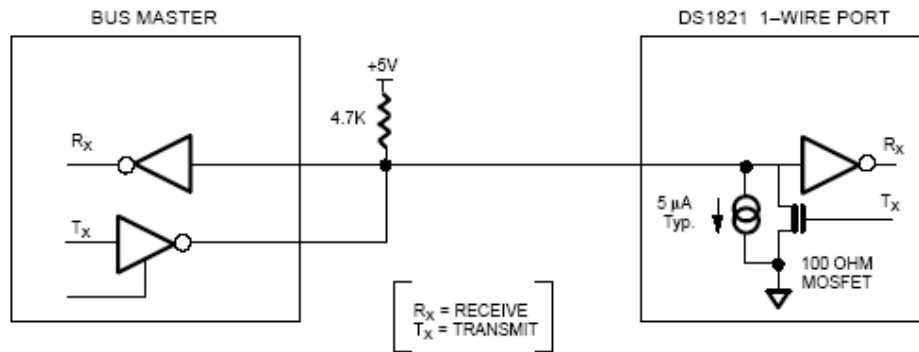 BUS MASTER
DS1821 1–WIRE PORT
+5V
4.7K
RX
RX
TX
TX
5 µA
Typ.
100 OHM
MOSFET
RX = RECEIVE
TX = TRANSMIT